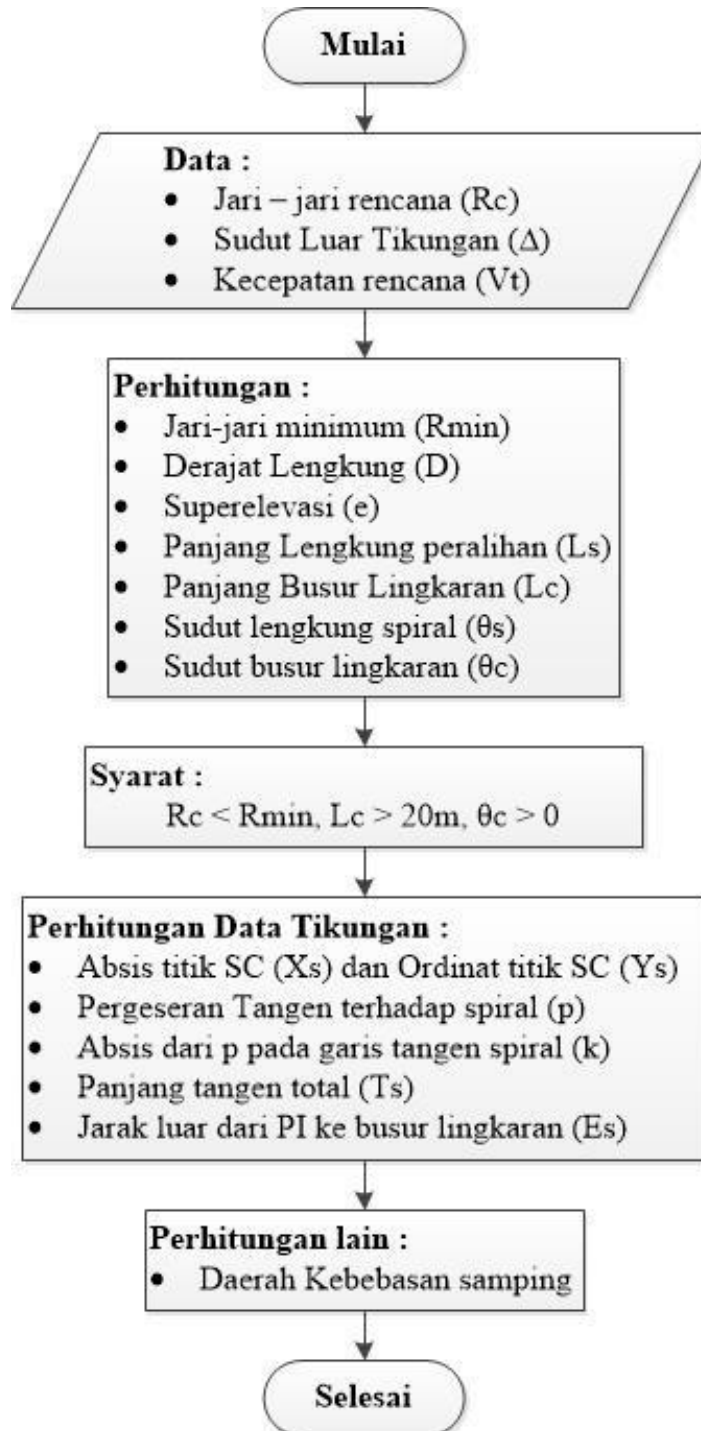 Mulai
Data :
• Jari – jari rencana (Rc)
• Sudut Luar Tikungan (Δ)
• Kecepatan rencana (Vt)
Perhitungan :
• Jari-jari minimum (Rmin)
• Derajat Lengkung (D)
• Superelevasi (e)
• Panjang Lengkung peralihan (Ls)
• Panjang Busur Lingkaran (Lc)
• Sudut lengkung spiral (θs)
• Sudut busur lingkaran (θc)
Syarat :
Rc < Rmin, Lc > 20m, θc > 0
Perhitungan Data Tikungan :
• Absis titik SC (Xs) dan Ordinat titik SC (Ys)
• Pergeseran Tangen terhadap spiral (p)
• Absis dari p pada garis tangen spiral (k)
• Panjang tangen total (Ts)
• Jarak luar dari PI ke busur lingkaran (Es)
Perhitungan lain :
• Daerah Kebebasan samping
Selesai